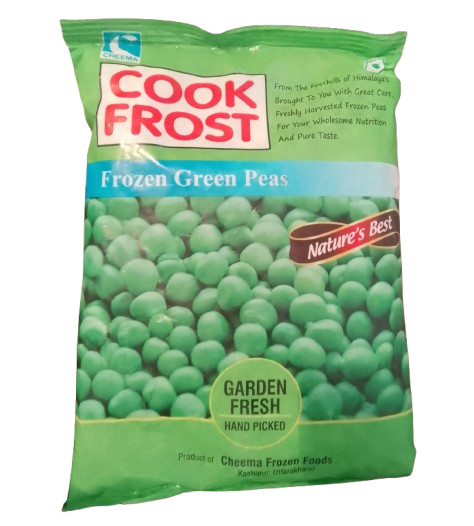 CHEEMA
COOK
FROST
From The Foothills of Himalaya's
Brought To You With Great Care,
Freshly Harvested Frozen Peas
For Your Wholesome Nutrition
And Pure Taste.
Frozen Green Peas
Nature's Best
GARDEN
FRESH
HAND PICKED
Product of : Cheema Frozen Foods
Kashipur, Uttarakhand